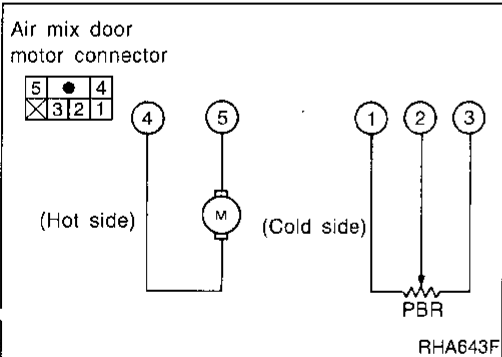 Air mix door
motor connector
5 4
3 2 1
4 5 1 2 3
M
(Hot side) (Cold side)
PBR
RHA643F